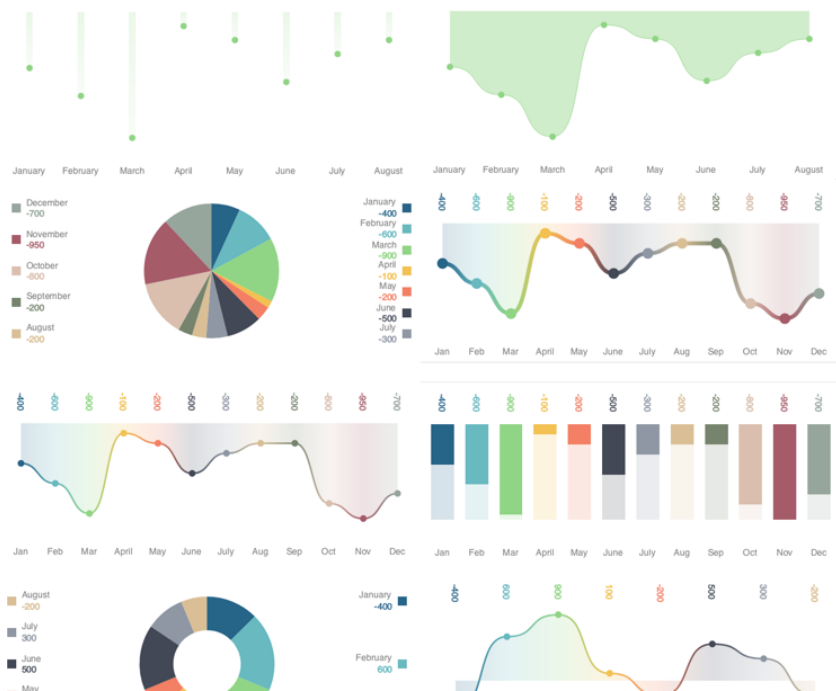 January February March April May June July August
January February March April May June July August
December
-700
November
-950
October
-800
September
-200
August
-200
January
-400
February
-600
March
-900
April
-100
May
-200
June
-500
July
-300
-400 -600 -900 -100 -200 -500 -300 -200 -200 -800 -950 -700
Jan Feb Mar April May June July Aug Sep Oct Nov Dec
-400 -600 -900 -100 -200 -500 -300 -200 -200 -800 -950 -700
Jan Feb Mar April May June July Aug Sep Oct Nov Dec
-400 -600 -900 -100 -200 -500 -300 -200 -200 -800 -950 -700
Jan Feb Mar April May June July Aug Sep Oct Nov Dec
August
-200
July
300
June
500
May
January
-400
February
600
-400 600 900 100 -200 500 300 -200